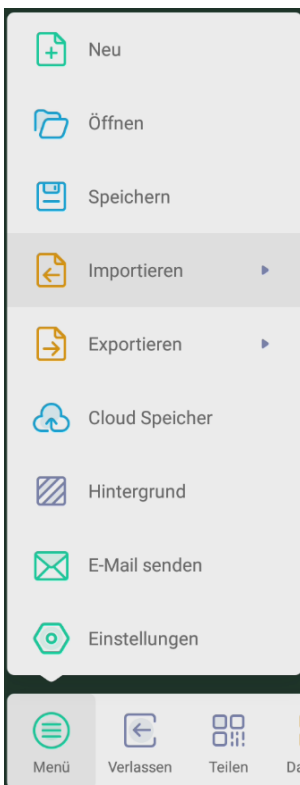 Neu
Öffnen
Speichern
Importieren
Exportieren
Cloud Speicher
Hintergrund
E-Mail senden
Einstellungen
Menü Verlassen Teilen